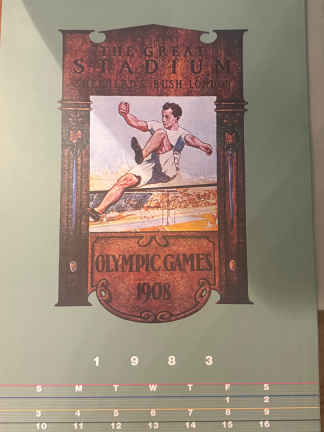 THE GREAT
STADIUM
SHEPHERD'S BUSH LONDON
OLYMPIC GAMES
1908
1 9 8 3
S M T W T F S
1 2
3 4 5 6 7 8 9
10 11 12 13 14 15 16